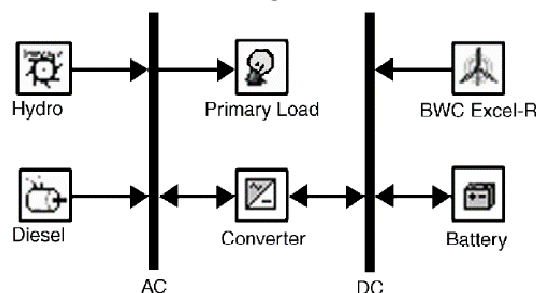 Hydro
Primary Load
BWC Excel-R
Diesel
Converter
Battery
AC
DC